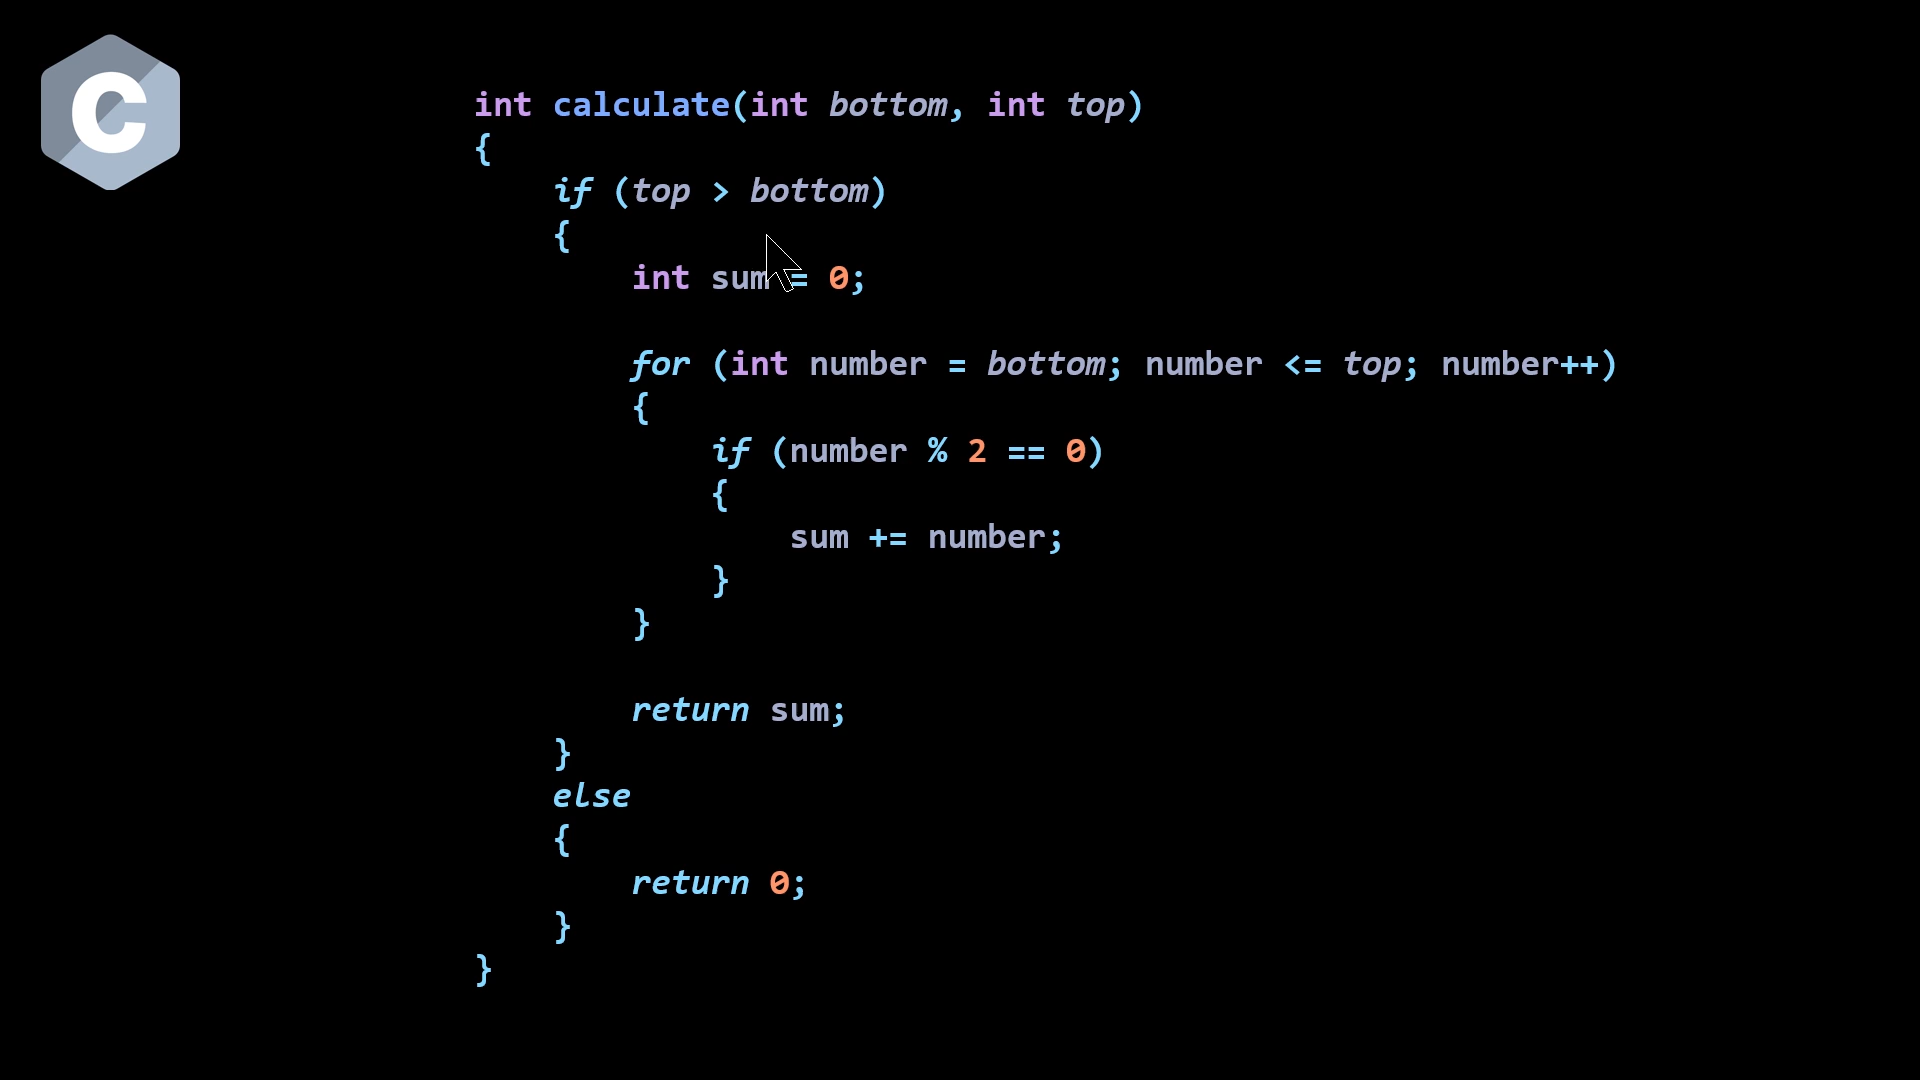 C
int calculate(int bottom, int top)
{
    if (top > bottom)
    {
        int sum = 0;

        for (int number = bottom; number <= top; number++)
        {
            if (number % 2 == 0)
            {
                sum += number;
            }
        }

        return sum;
    }
    else
    {
        return 0;
    }
}